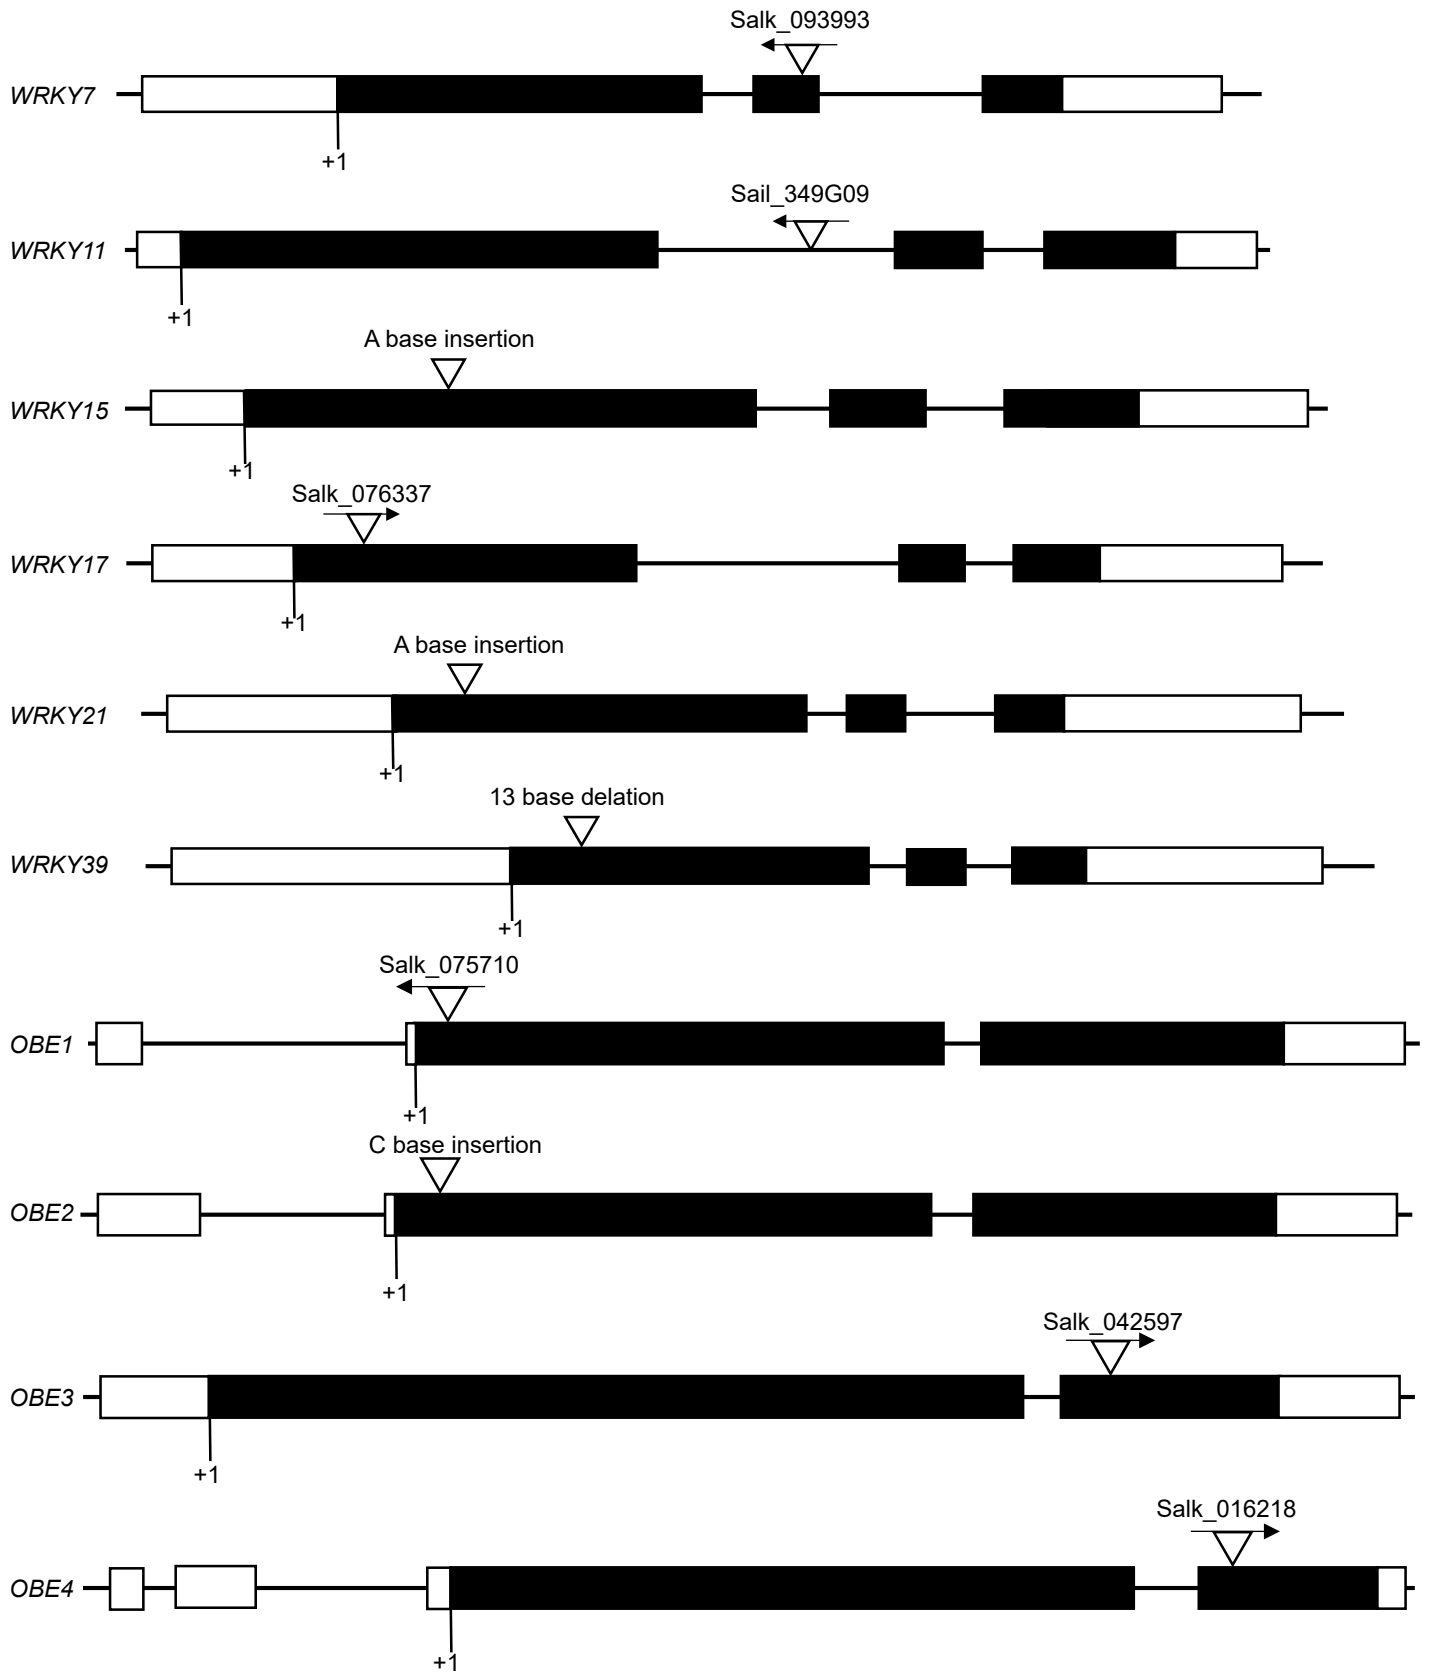 Salk_093993
WRKY7
+1
Sail_349G09
WRKY11
+1
A base insertion
WRKY15
+1
Salk_076337
WRKY17
+1
A base insertion
WRKY21
+1
13 base delation
WRKY39
+1
Salk_075710
OBE1
+1
C base insertion
OBE2
+1
Salk_042597
OBE3
+1
Salk_016218
OBE4
+1